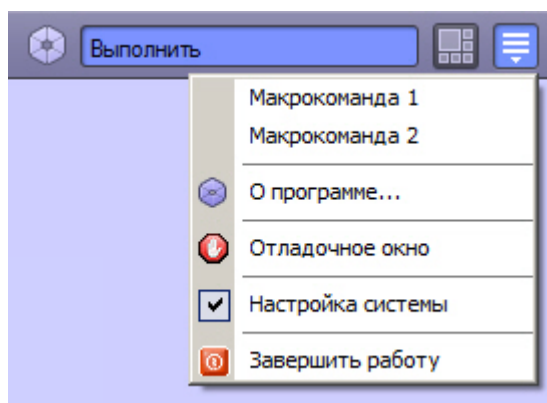 Выполнить
Макрокоманда 1
Макрокоманда 2
О программе...
Отладочное окно
Настройка системы
Завершить работу